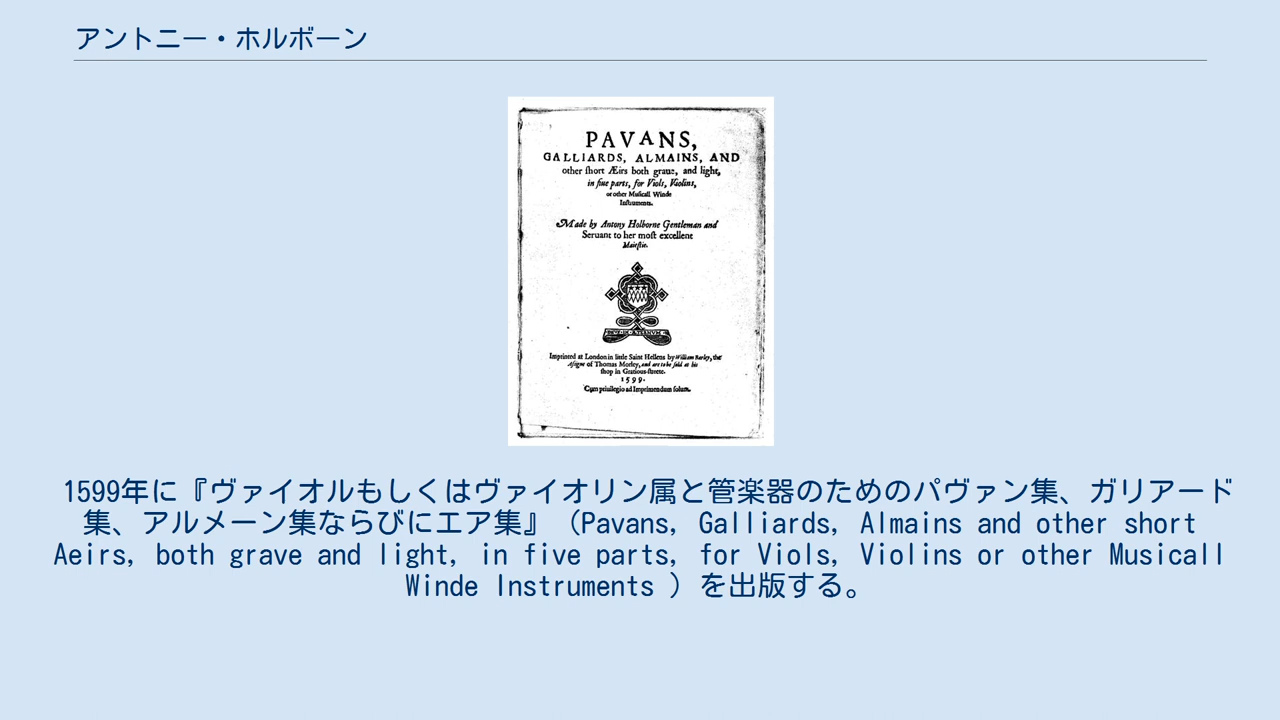 アントニー・ホルボーン
PAVANS,
GALLIARDS, ALMAINS, AND
other ſhort Æirs both graue, and light,
in fiue parts, for Viols, Violins,
or other Muſicall Winde
Inſtruments.
Made by Antony Holborne Gentleman and
Seruant to her moſt excellent
Maieſtie.
Imprinted at London in little Saint Hellens by William Barley, the
Aſsigne of Thomas Morley, and are to be ſold at his
ſhop in Gratious-ſtreete.
1599.
Cum priuilegio ad Imprimendum ſolum.
1599年に『ヴァイオルもしくはヴァイオリン属と管楽器のためのパヴァン集、ガリアード
集、アルメーン集ならびにエア集』（Pavans, Galliards, Almains and other short
Aeirs, both grave and light, in five parts, for Viols, Violins or other Musicall
Winde Instruments ）を出版する。